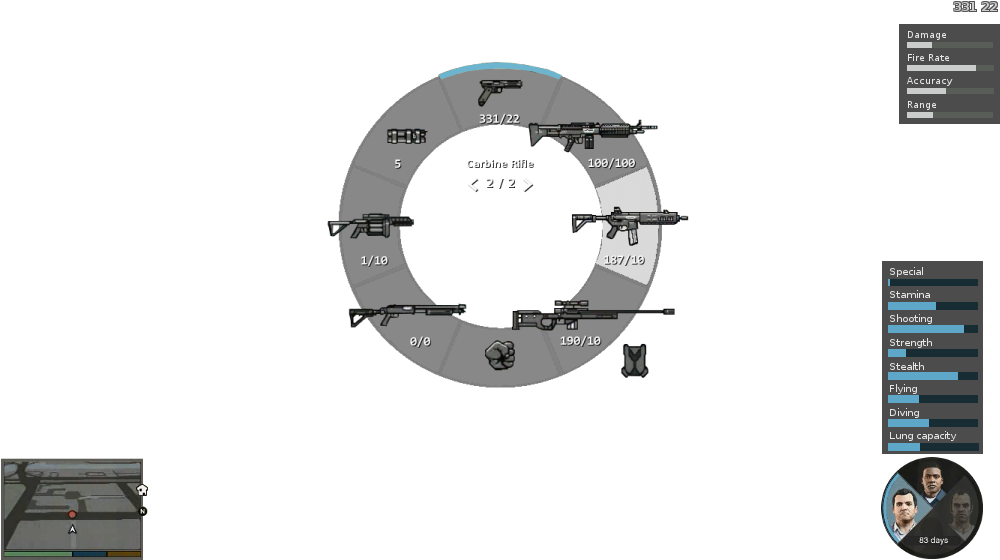 331 22
Damage
Fire Rate
Accuracy
Range
331/22
5
100/100
Carbine Rifle
2 / 2
1/10
187/10
0/0
190/10
Special
Stamina
Shooting
Strength
Stealth
Flying
Diving
Lung capacity
N
83 days